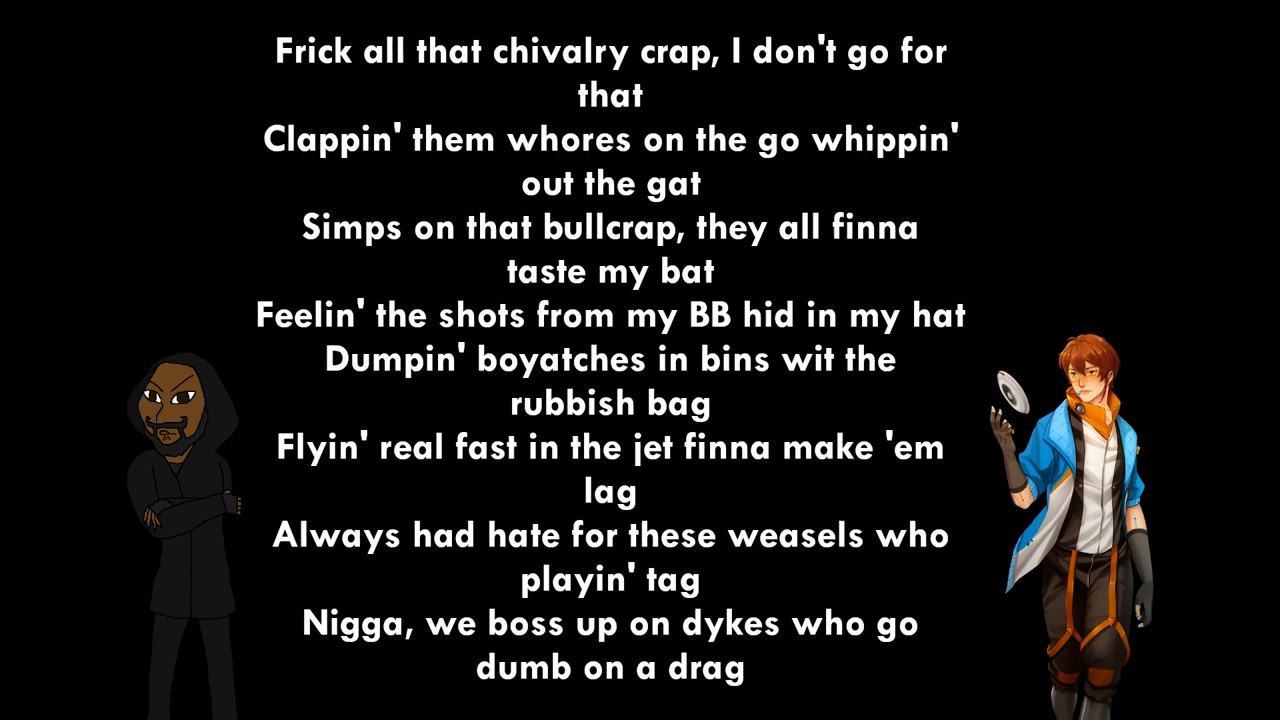 Frick all that chivalry crap, I don't go for
that
Clappin' them whores on the go whippin'
out the gat
Simps on that bullcrap, they all finna
taste my bat
Feelin' the shots from my BB hid in my hat
Dumpin' boyatches in bins wit the
rubbish bag
Flyin' real fast in the jet finna make 'em
lag
Always had hate for these weasels who
playin' tag
Nigga, we boss up on dykes who go
dumb on a drag